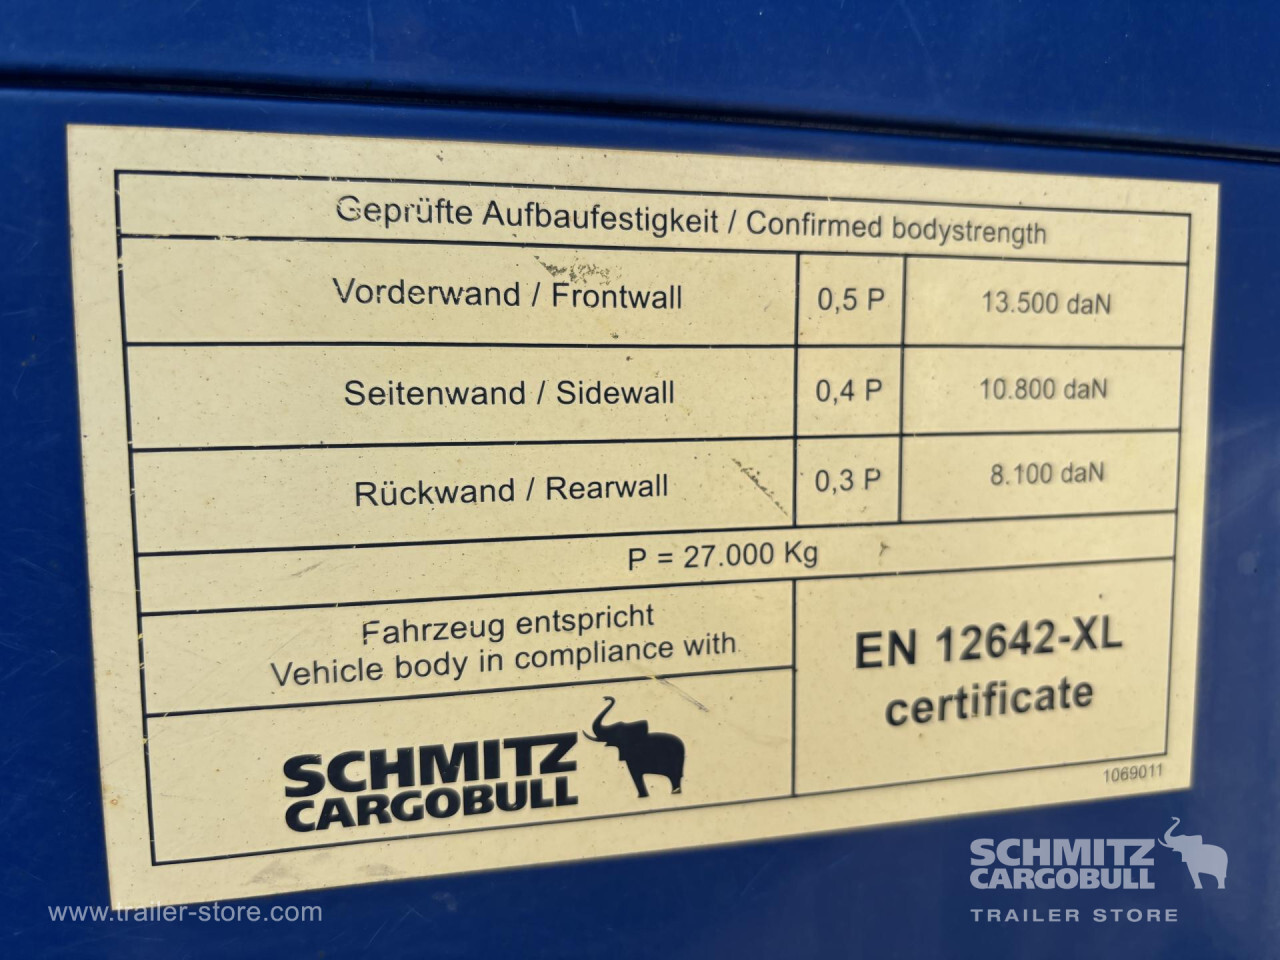 Geprüfte Aufbaufestigkeit / Confirmed bodystrength
Vorderwand / Frontwall 0,5 P 13.500 daN
Seitenwand / Sidewall 0,4 P 10.800 daN
Rückwand / Rearwall 0,3 P 8.100 daN
P = 27.000 Kg
Fahrzeug entspricht
Vehicle body in compliance with
EN 12642-XL
certificate
SCHMITZ
CARGOBULL
1069011
www.trailer-store.com
SCHMITZ
CARGOBULL
TRAILER STORE